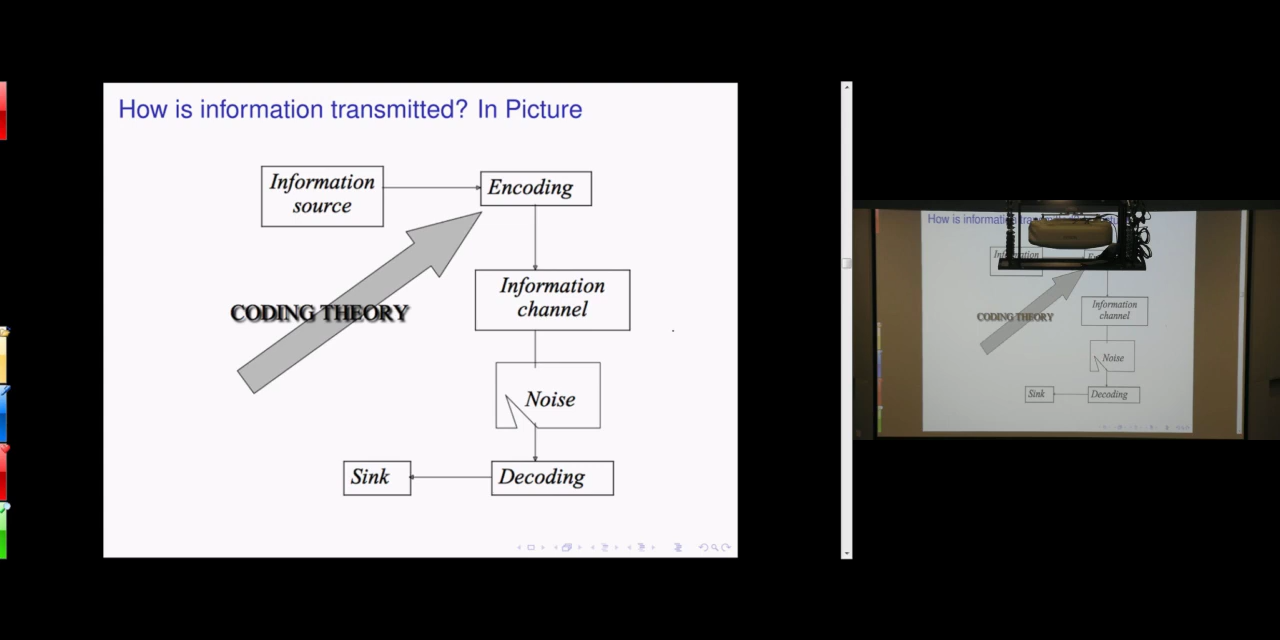 How is information transmitted? In Picture
Information
source
Encoding
Information
channel
CODING THEORY
Noise
Sink
Decoding
How is information
Information
channel
CODING THEORY
Noise
Sink
Decoding